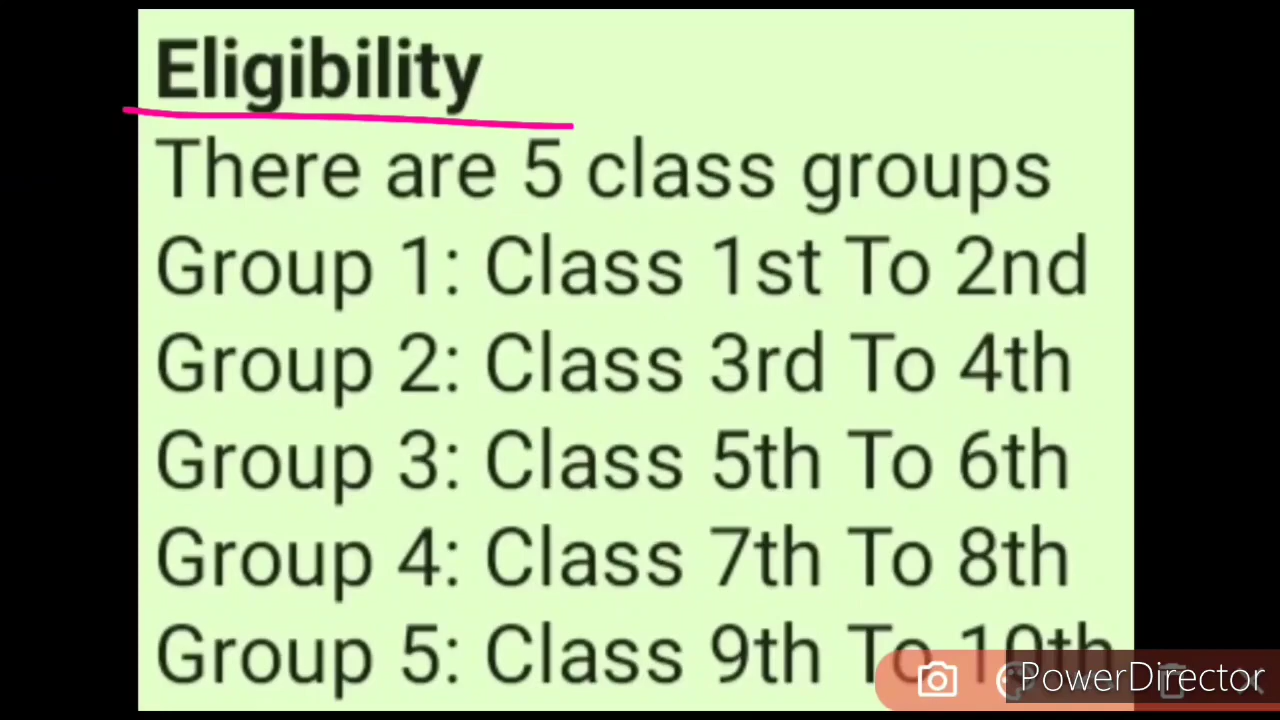 Eligibility
There are 5 class groups
Group 1: Class 1st To 2nd
Group 2: Class 3rd To 4th
Group 3: Class 5th To 6th
Group 4: Class 7th To 8th
Group 5: Class 9th To 10th
PowerDirector